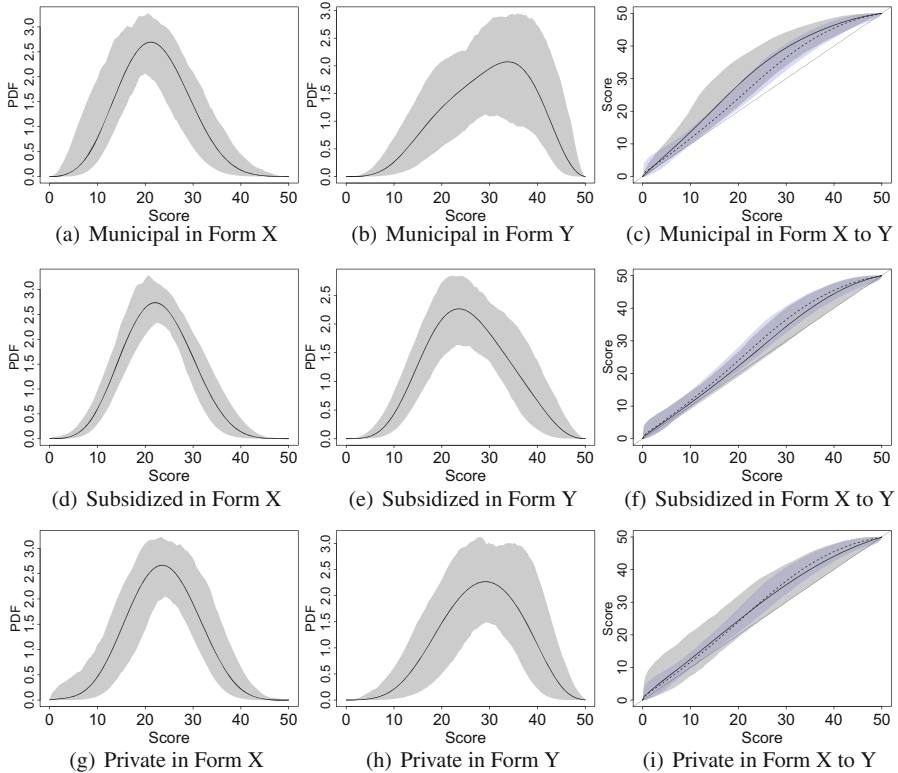 PDF
0.0 0.5 1.0 1.5 2.0 2.5 3.0
0 10 20 30 40 50
Score
(a) Municipal in Form X
PDF
0.0 0.5 1.0 1.5 2.0 2.5 3.0
0 10 20 30 40 50
Score
(b) Municipal in Form Y
Score
0 10 20 30 40 50
0 10 20 30 40 50
Score
(c) Municipal in Form X to Y
PDF
0.0 0.5 1.0 1.5 2.0 2.5 3.0
0 10 20 30 40 50
Score
(d) Subsidized in Form X
PDF
0.0 0.5 1.0 1.5 2.0 2.5
0 10 20 30 40 50
Score
(e) Subsidized in Form Y
Score
0 10 20 30 40 50
0 10 20 30 40 50
Score
(f) Subsidized in Form X to Y
PDF
0.0 0.5 1.0 1.5 2.0 2.5 3.0
0 10 20 30 40 50
Score
(g) Private in Form X
PDF
0.0 0.5 1.0 1.5 2.0 2.5 3.0
0 10 20 30 40 50
Score
(h) Private in Form Y
Score
0 10 20 30 40 50
0 10 20 30 40 50
Score
(i) Private in Form X to Y